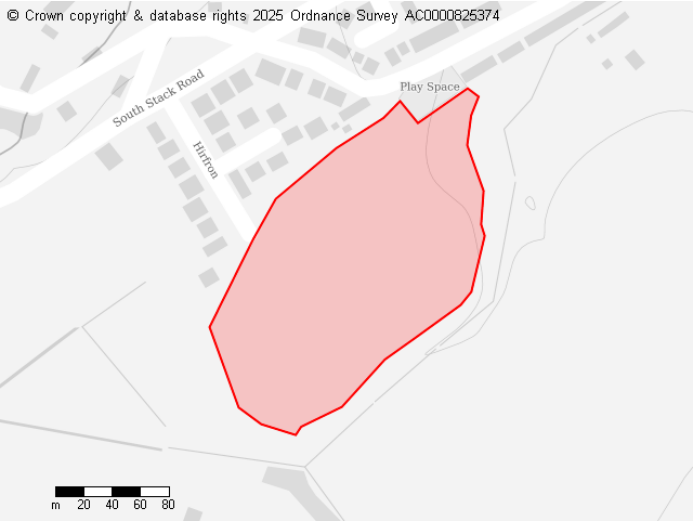 © Crown copyright & database rights 2025 Ordnance Survey AC0000825374
Play Space
South Stack Road
Hirfron
m 20 40 60 80